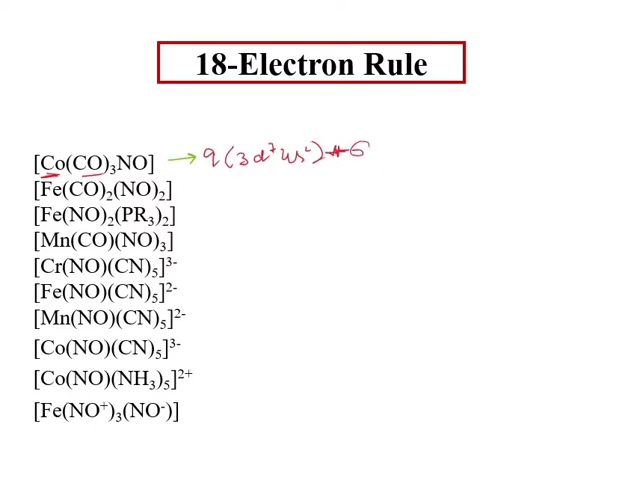 18-Electron Rule
[Co(CO)₃NO] → 9 (3d⁷4s²) + 6
[Fe(CO)₂(NO)₂]
[Fe(NO)₂(PR₃)₂]
[Mn(CO)(NO)₃]
[Cr(NO)(CN)₅]³⁻
[Fe(NO)(CN)₅]²⁻
[Mn(NO)(CN)₅]²⁻
[Co(NO)(CN)₅]³⁻
[Co(NO)(NH₃)₅]²⁺
[Fe(NO⁺)₃(NO⁻)]